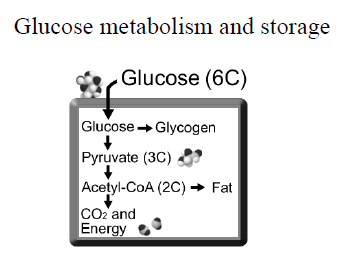 Glucose metabolism and storage
Glucose (6C)
Glucose → Glycogen
Pyruvate (3C)
Acetyl-CoA (2C) → Fat
CO₂ and
Energy